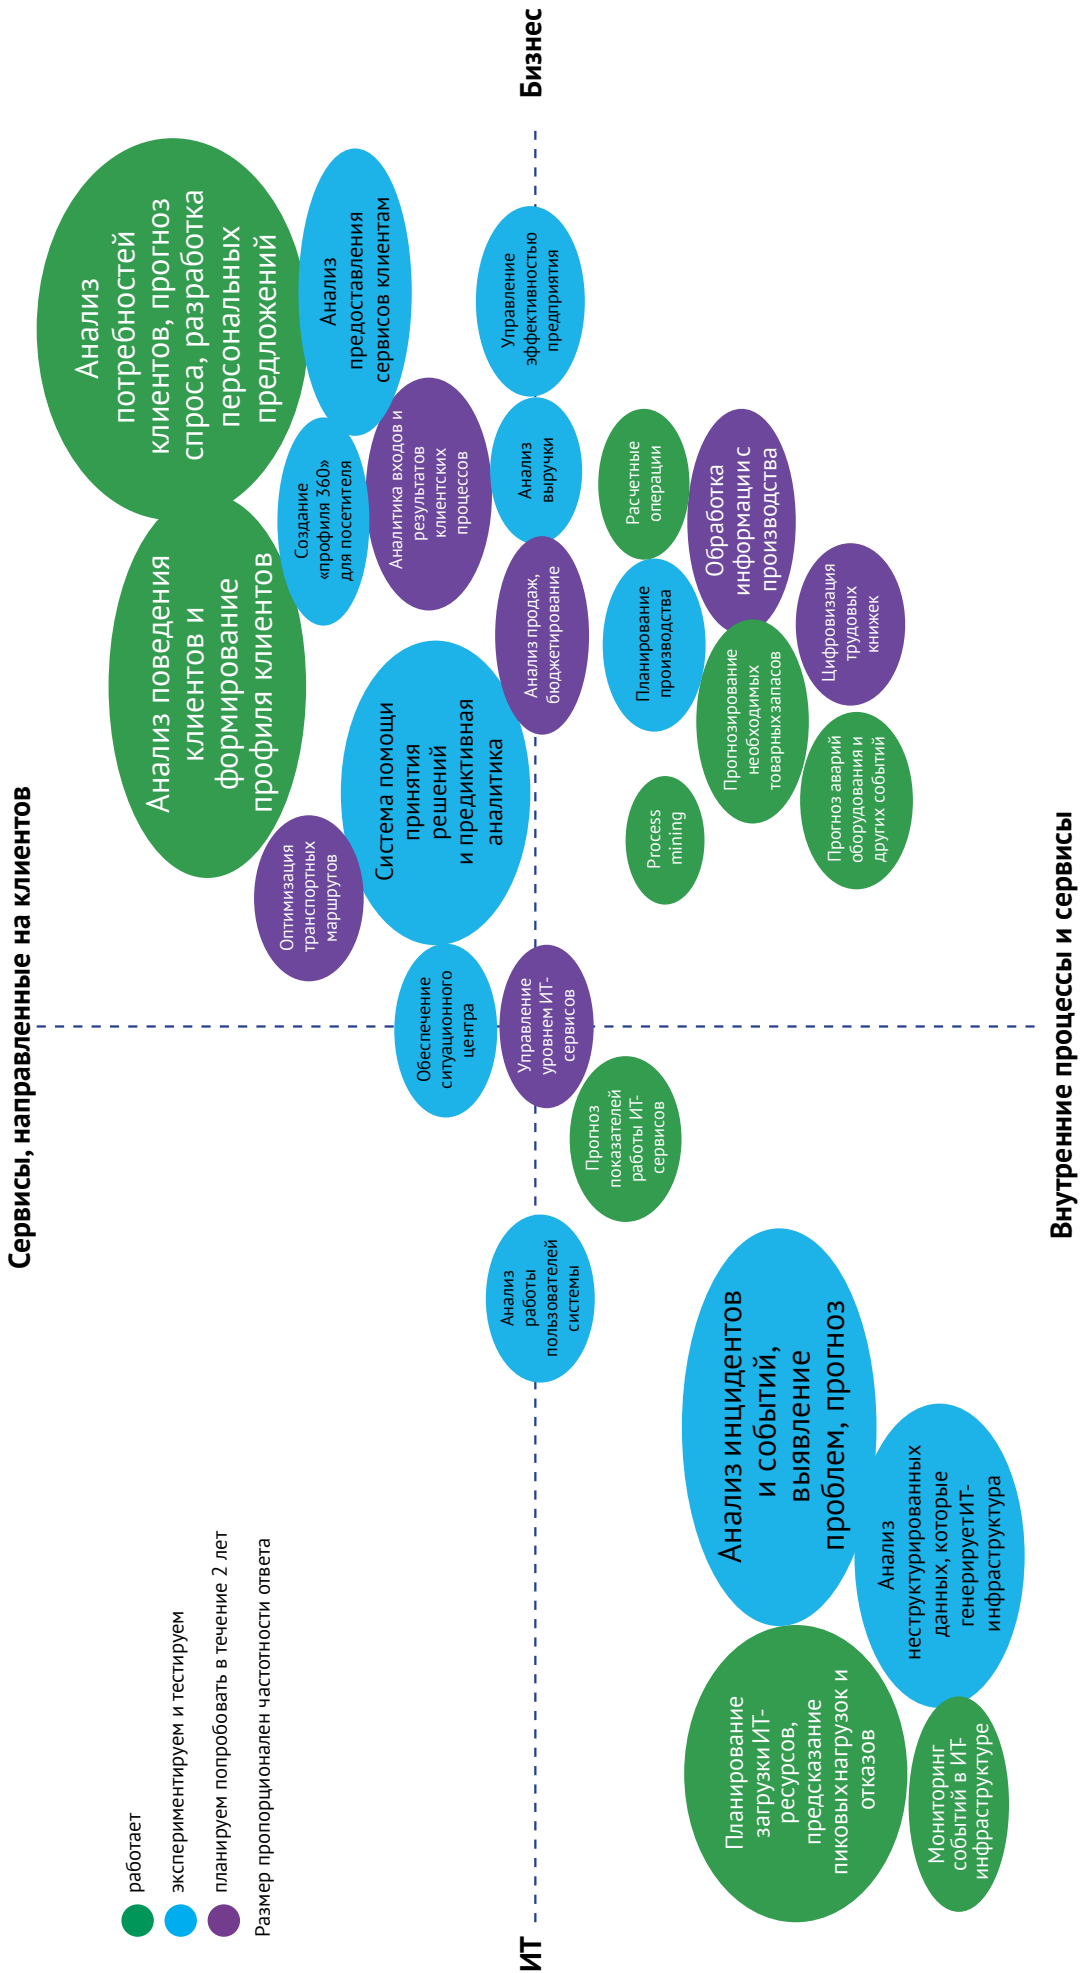 Сервисы, направленные на клиентов
Бизнес
ИТ
Внутренние процессы и сервисы
работает
экспериментируем и тестируем
планируем попробовать в течение 2 лет
Размер пропорционален частотности ответа
Анализ
потребностей
клиентов, прогноз
спроса, разработка
персональных
предложений
Анализ поведения
клиентов и
формирование
профиля клиентов
Анализ
предоставления
сервисов клиентам
Создание
«профиля 360»
для посетителя
Аналитика входов и
результатов
клиентских
процессов
Оптимизация
транспортных
маршрутов
Система помощи
принятия
решений
и предиктивная
аналитика
Обеспечение
ситуационного
центра
Управление
эффективностью
предприятия
Анализ
выручки
Анализ продаж,
бюджетирование
Управление
уровнем ИТ-
сервисов
Анализ
работы
пользователей
системы
Прогноз
показателей
работы ИТ-
сервисов
Расчетные
операции
Планирование
производства
Process
mining
Обработка
информации с
производства
Прогнозирование
необходимых
товарных запасов
Цифровизация
трудовых
книжек
Прогноз аварий
оборудования и
других событий
Анализ инцидентов
и событий,
выявление
проблем, прогноз
Анализ
неструктурированных
данных, которые
генерирует ИТ-
инфраструктура
Планирование
загрузки ИТ-
ресурсов,
предсказание
пиковых нагрузок и
отказов
Мониторинг
событий в ИТ-
инфраструктуре